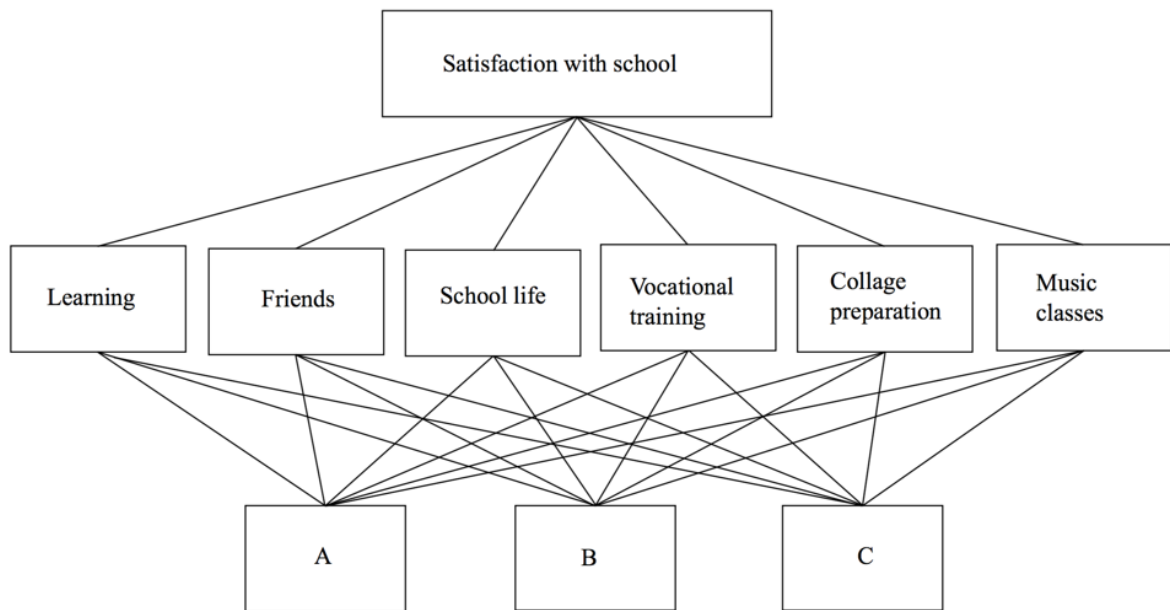 Satisfaction with school
Learning
Friends
School life
Vocational
training
Collage
preparation
Music
classes
A
B
C